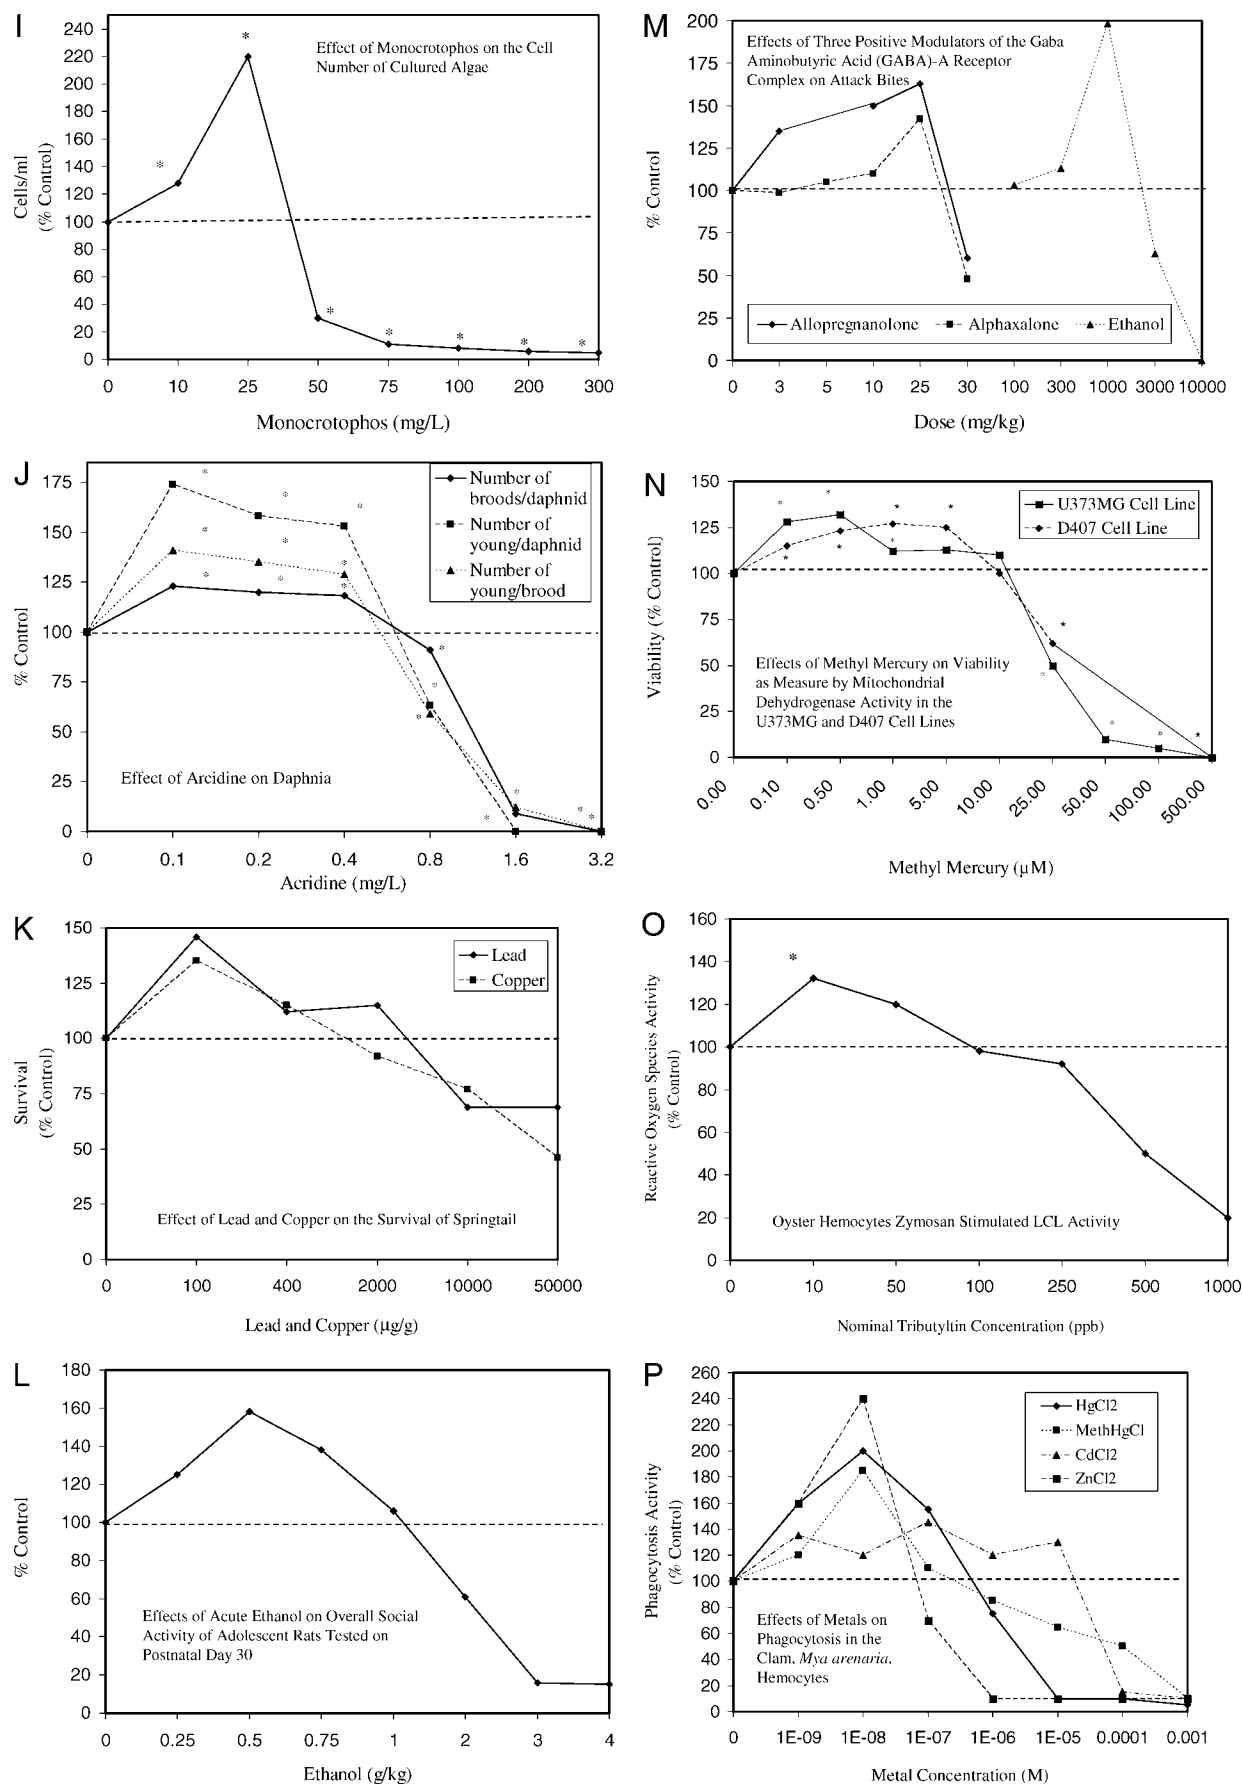 I
Effect of Monocrotophos on the Cell
Number of Cultured Algae
Cells/ml
(% Control)
240
220
200
180
160
140
120
100
80
60
40
20
0
* * * * * * * *
0 10 25 50 75 100 200 300
Monocrotophos (mg/L)
M
Effects of Three Positive Modulators of the Gaba
Aminobutyric Acid (GABA)-A Receptor
Complex on Attack Bites
% Control
200
175
150
125
100
75
50
25
0
Allopregnanolone Alphaxalone Ethanol
0 3 5 10 25 30 100 300 1000 3000 10000
Dose (mg/kg)
J
Number of
broods/daphnid
Number of
young/daphnid
Number of
young/brood
% Control
175
150
125
100
75
50
25
0
Effect of Arcidine on Daphnia
0 0.1 0.2 0.4 0.8 1.6 3.2
Acridine (mg/L)
N
U373MG Cell Line
D407 Cell Line
Viability (% Control)
150
125
100
75
50
25
0
Effects of Methyl Mercury on Viability
as Measure by Mitochondrial
Dehydrogenase Activity in the
U373MG and D407 Cell Lines
0.00 0.10 0.50 1.00 5.00 10.00 25.00 50.00 100.00 500.00
Methyl Mercury (µM)
K
Lead
Copper
Survival
(% Control)
150
125
100
75
50
25
0
Effect of Lead and Copper on the Survival of Springtail
0 100 400 2000 10000 50000
Lead and Copper (µg/g)
O
Reactive Oxygen Species Activity
(% Control)
160
140
120
100
80
60
40
20
0
*
Oyster Hemocytes Zymosan Stimulated LCL Activity
0 10 50 100 250 500 1000
Nominal Tributyltin Concentration (ppb)
L
% Control
180
160
140
120
100
80
60
40
20
0
Effects of Acute Ethanol on Overall Social
Activity of Adolescent Rats Tested on
Postnatal Day 30
0 0.25 0.5 0.75 1 2 3 4
Ethanol (g/kg)
P
HgCl2
MethHgCl
CdCl2
ZnCl2
Phagocytosis Activity
(% Control)
260
240
220
200
180
160
140
120
100
80
60
40
20
0
Effects of Metals on
Phagocytosis in the
Clam, Mya arenaria,
Hemocytes
0 1E-09 1E-08 1E-07 1E-06 1E-05 0.0001 0.001
Metal Concentration (M)